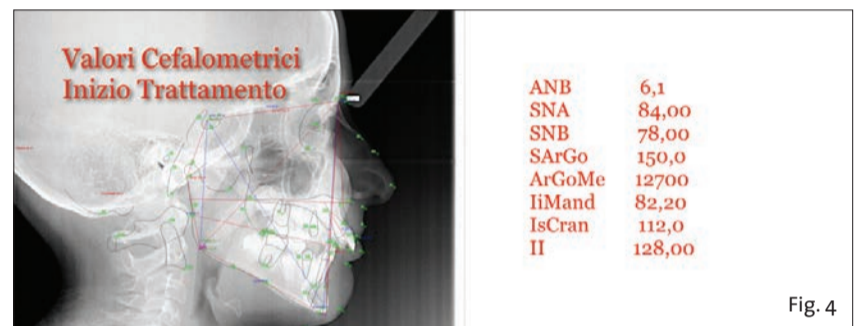 Valori Cefalometrici
Inizio Trattamento
ANB 6,1
SNA 84,00
SNB 78,00
SArGo 150,0
ArGoMe 12700
IiMand 82,20
IsCran 112,0
II 128,00
Fig. 4